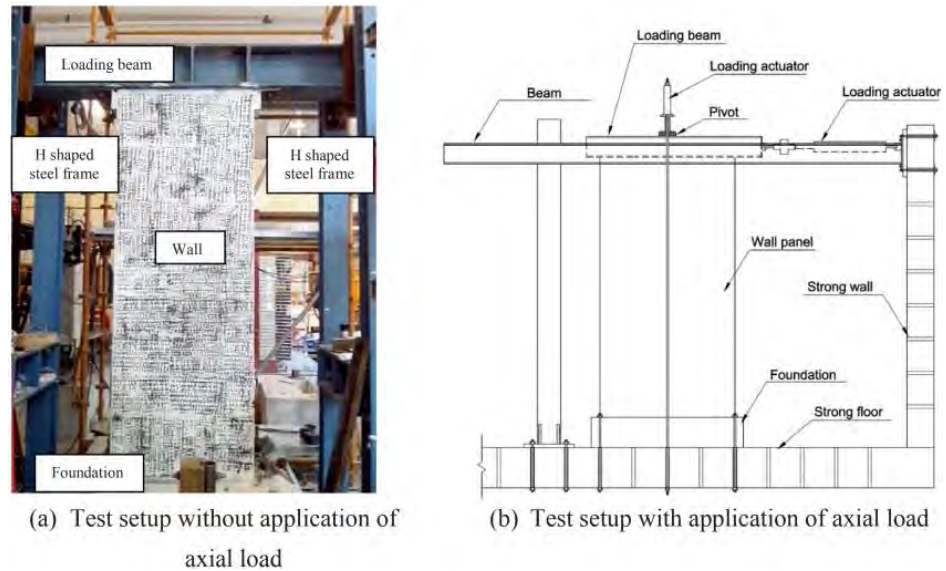 Loading beam
H shaped
steel frame
H shaped
steel frame
Wall
Foundation
(a) Test setup without application of
axial load
Loading beam
Loading actuator
Loading actuator
Beam
Pivot
Wall panel
Strong wall
Foundation
Strong floor
(b) Test setup with application of axial load